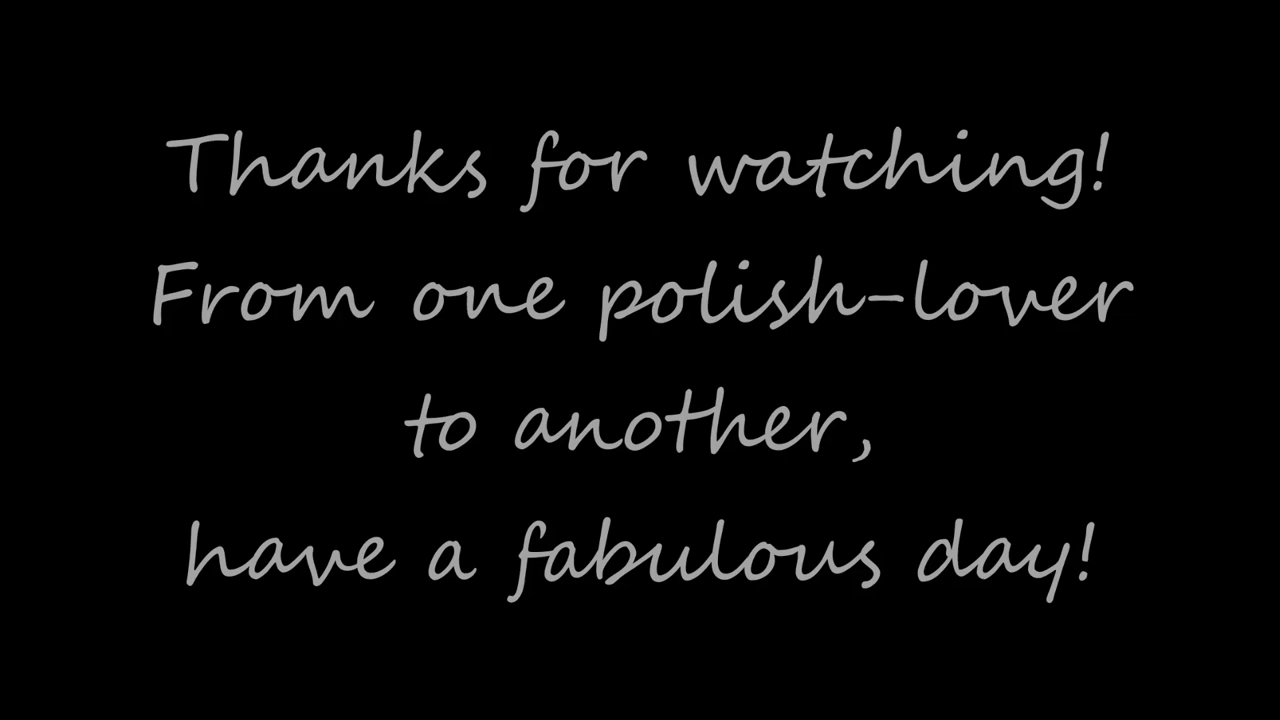 Thanks for watching!
From one polish-lover
to another,
have a fabulous day!